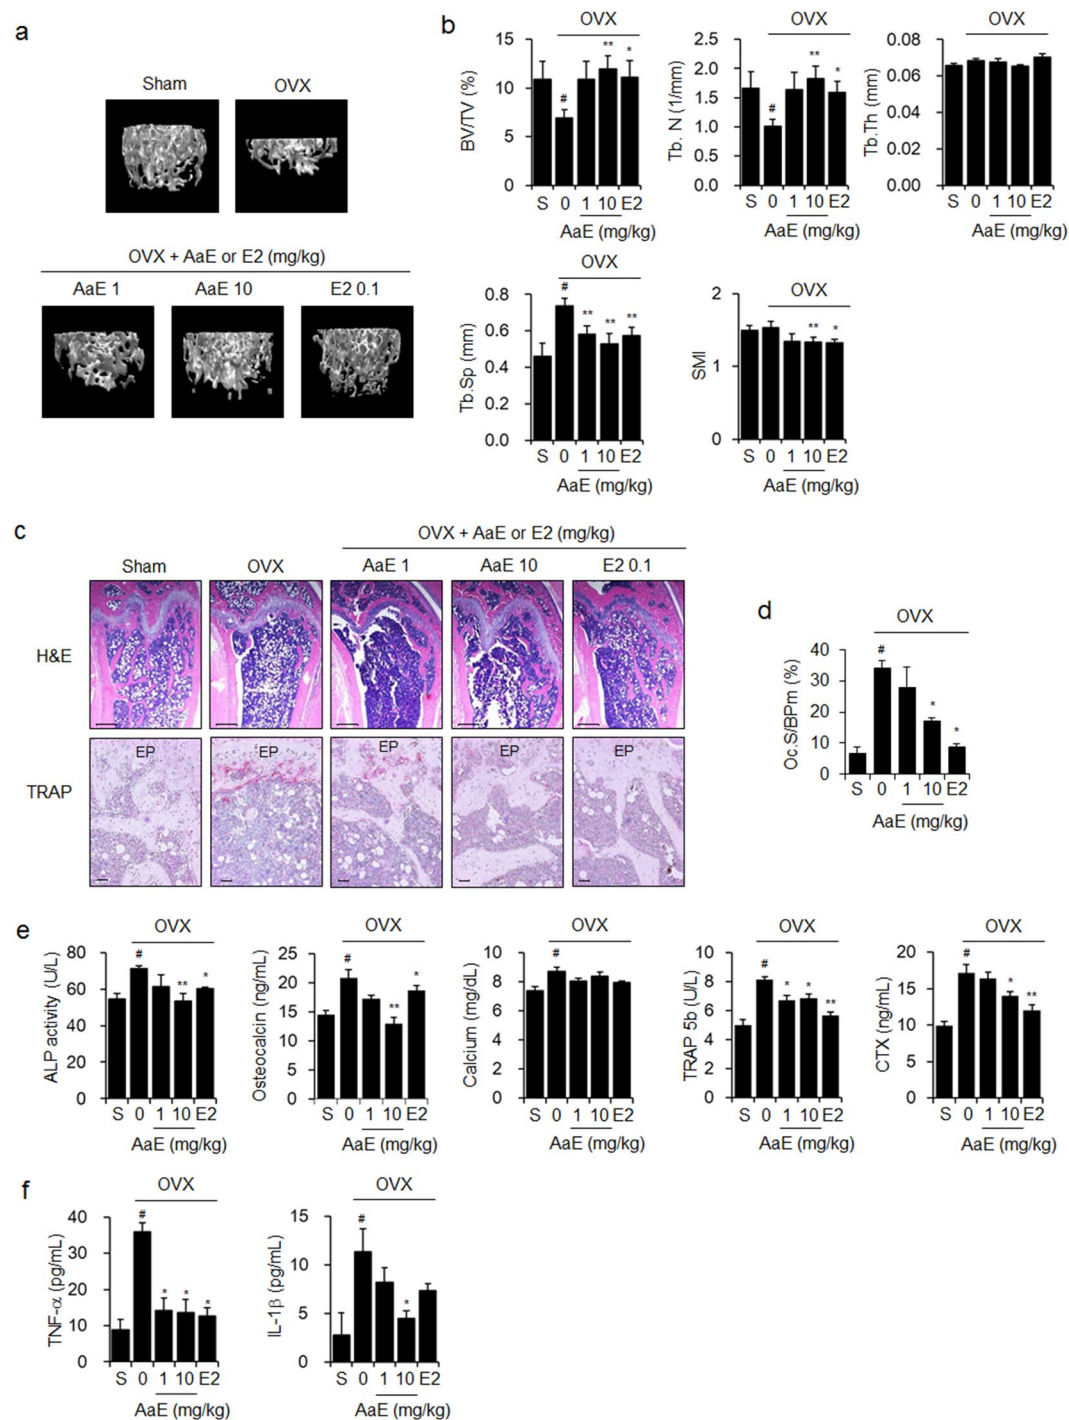 a
Sham OVX
OVX + AaE or E2 (mg/kg)
AaE 1 AaE 10 E2 0.1
b
OVX
15
10
5
0
BV/TV (%)
#
**
*
S 0 1 10 E2
AaE (mg/kg)
OVX
2.5
2.0
1.5
1.0
0.5
0.0
Tb. N (1/mm)
#
**
*
S 0 1 10 E2
AaE (mg/kg)
OVX
0.08
0.06
0.04
0.02
0.00
Tb.Th (mm)
S 0 1 10 E2
AaE (mg/kg)
OVX
0.8
0.6
0.4
0.2
0.0
Tb.Sp (mm)
#
**
**
**
S 0 1 10 E2
AaE (mg/kg)
OVX
2
1
0
SMI
**
*
S 0 1 10 E2
AaE (mg/kg)
c
OVX + AaE or E2 (mg/kg)
Sham OVX AaE 1 AaE 10 E2 0.1
H&E
TRAP
EP EP EP EP EP
d
OVX
40
30
20
10
0
Oc.S/BPm (%)
#
*
*
S 0 1 10 E2
AaE (mg/kg)
e
OVX
80
60
40
20
0
ALP activity (U/L)
#
**
*
S 0 1 10 E2
AaE (mg/kg)
OVX
25
20
15
10
5
0
Osteocalcin (ng/mL)
#
**
*
S 0 1 10 E2
AaE (mg/kg)
OVX
10
8
6
4
2
0
Calcium (mg/dL)
#
S 0 1 10 E2
AaE (mg/kg)
OVX
10
8
6
4
2
0
TRAP 5b (U/L)
#
*
*
**
S 0 1 10 E2
AaE (mg/kg)
OVX
20
15
10
5
0
CTX (ng/mL)
#
*
**
S 0 1 10 E2
AaE (mg/kg)
f
OVX
40
30
20
10
0
TNF-α (pg/mL)
#
*
*
*
S 0 1 10 E2
AaE (mg/kg)
OVX
15
10
5
0
IL-1β (pg/mL)
#
*
S 0 1 10 E2
AaE (mg/kg)